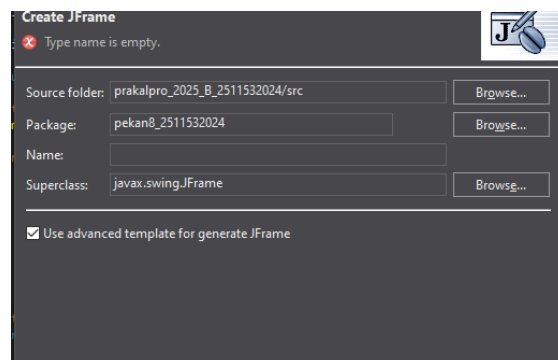 Create JFrame
Type name is empty.
Source folder: prakalpro_2025_B_2511532024/src Browse...
Package: pekan8_2511532024 Browse...
Name:
Superclass: javax.swing.JFrame Browse...
Use advanced template for generate JFrame